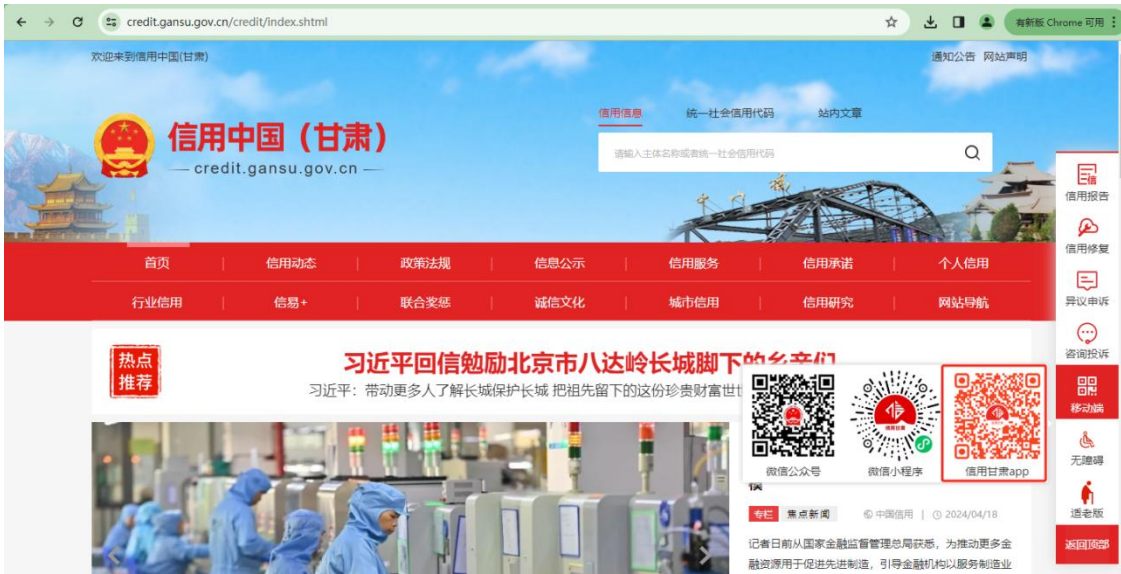 credit.gansu.gov.cn/credit/index.shtml
有新版 Chrome 可用
欢迎来到信用中国(甘肃)
通知公告 网站声明
信用信息 统一社会信用代码 站内文章
信用中国（甘肃）
credit.gansu.gov.cn
请输入主体名称或者统一社会信用代码
首页 信用动态 政策法规 信息公示 信用服务 信用承诺 个人信用
行业信用 信易+ 联合奖惩 诚信文化 城市信用 信用研究 网站导航
热点
推荐
习近平回信勉励北京市八达岭长城脚下的乡亲们
习近平：带动更多人了解长城保护长城 把祖先留下的这份珍贵财富世
微信公众号 微信小程序 信用甘肃app
专栏 焦点新闻 © 中国信用 | 2024/04/18
记者日前从国家金融监督管理总局获悉，为推动更多金
融资源用于促进先进制造，引导金融机构以服务制造业
信用报告
信用修复
异议申诉
咨询投诉
移动端
无障碍
适老版
返回顶部